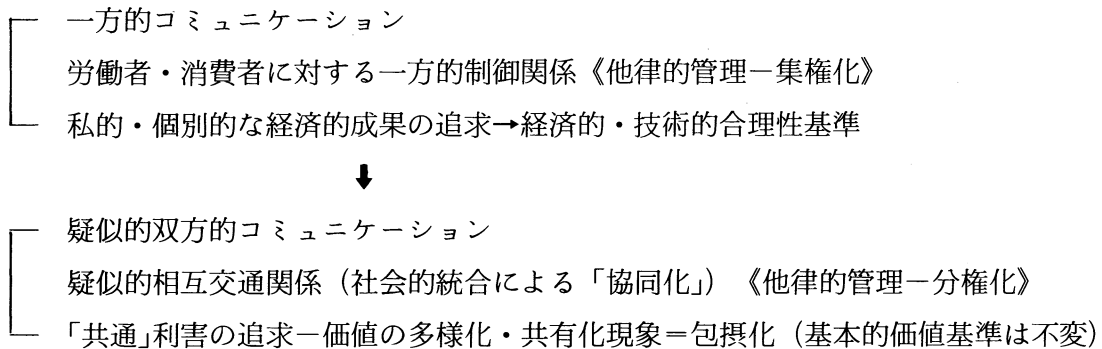 一方的コミュニケーション
労働者・消費者に対する一方的制御関係《他律的管理－集権化》
私的・個別的な経済的成果の追求→経済的・技術的合理性基準
疑似的双方的コミュニケーション
疑似的相互交通関係（社会的統合による「協同化」）《他律的管理－分権化》
「共通」利害の追求－価値の多様化・共有化現象＝包摂化（基本的価値基準は不変）